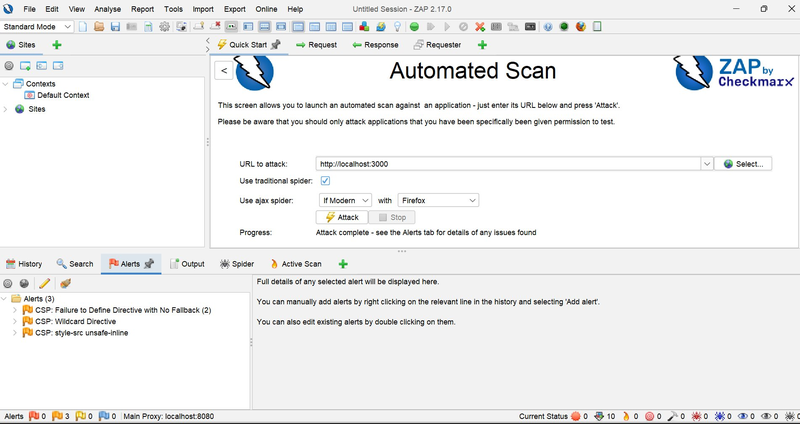 Untitled Session - ZAP 2.17.0
File Edit View Analyse Report Tools Import Export Online Help
Standard Mode
Sites
Quick Start Request Response Requester
Contexts
Default Context
Sites
<
Automated Scan
ZAP by
Checkmarx
This screen allows you to launch an automated scan against an application - just enter its URL below and press 'Attack'.
Please be aware that you should only attack applications that you have been specifically been given permission to test.
URL to attack: http://localhost:3000 Select...
Use traditional spider:
Use ajax spider: If Modern with Firefox
Attack Stop
Progress: Attack complete - see the Alerts tab for details of any issues found
History Search Alerts Output Spider Active Scan
Alerts (3)
CSP: Failure to Define Directive with No Fallback (2)
CSP: Wildcard Directive
CSP: style-src unsafe-inline
Full details of any selected alert will be displayed here.
You can manually add alerts by right clicking on the relevant line in the history and selecting 'Add alert'.
You can also edit existing alerts by double clicking on them.
Alerts 0 3 0 0 Main Proxy: localhost:8080 Current Status 0 10 0 0 0 0 0 0 0 0